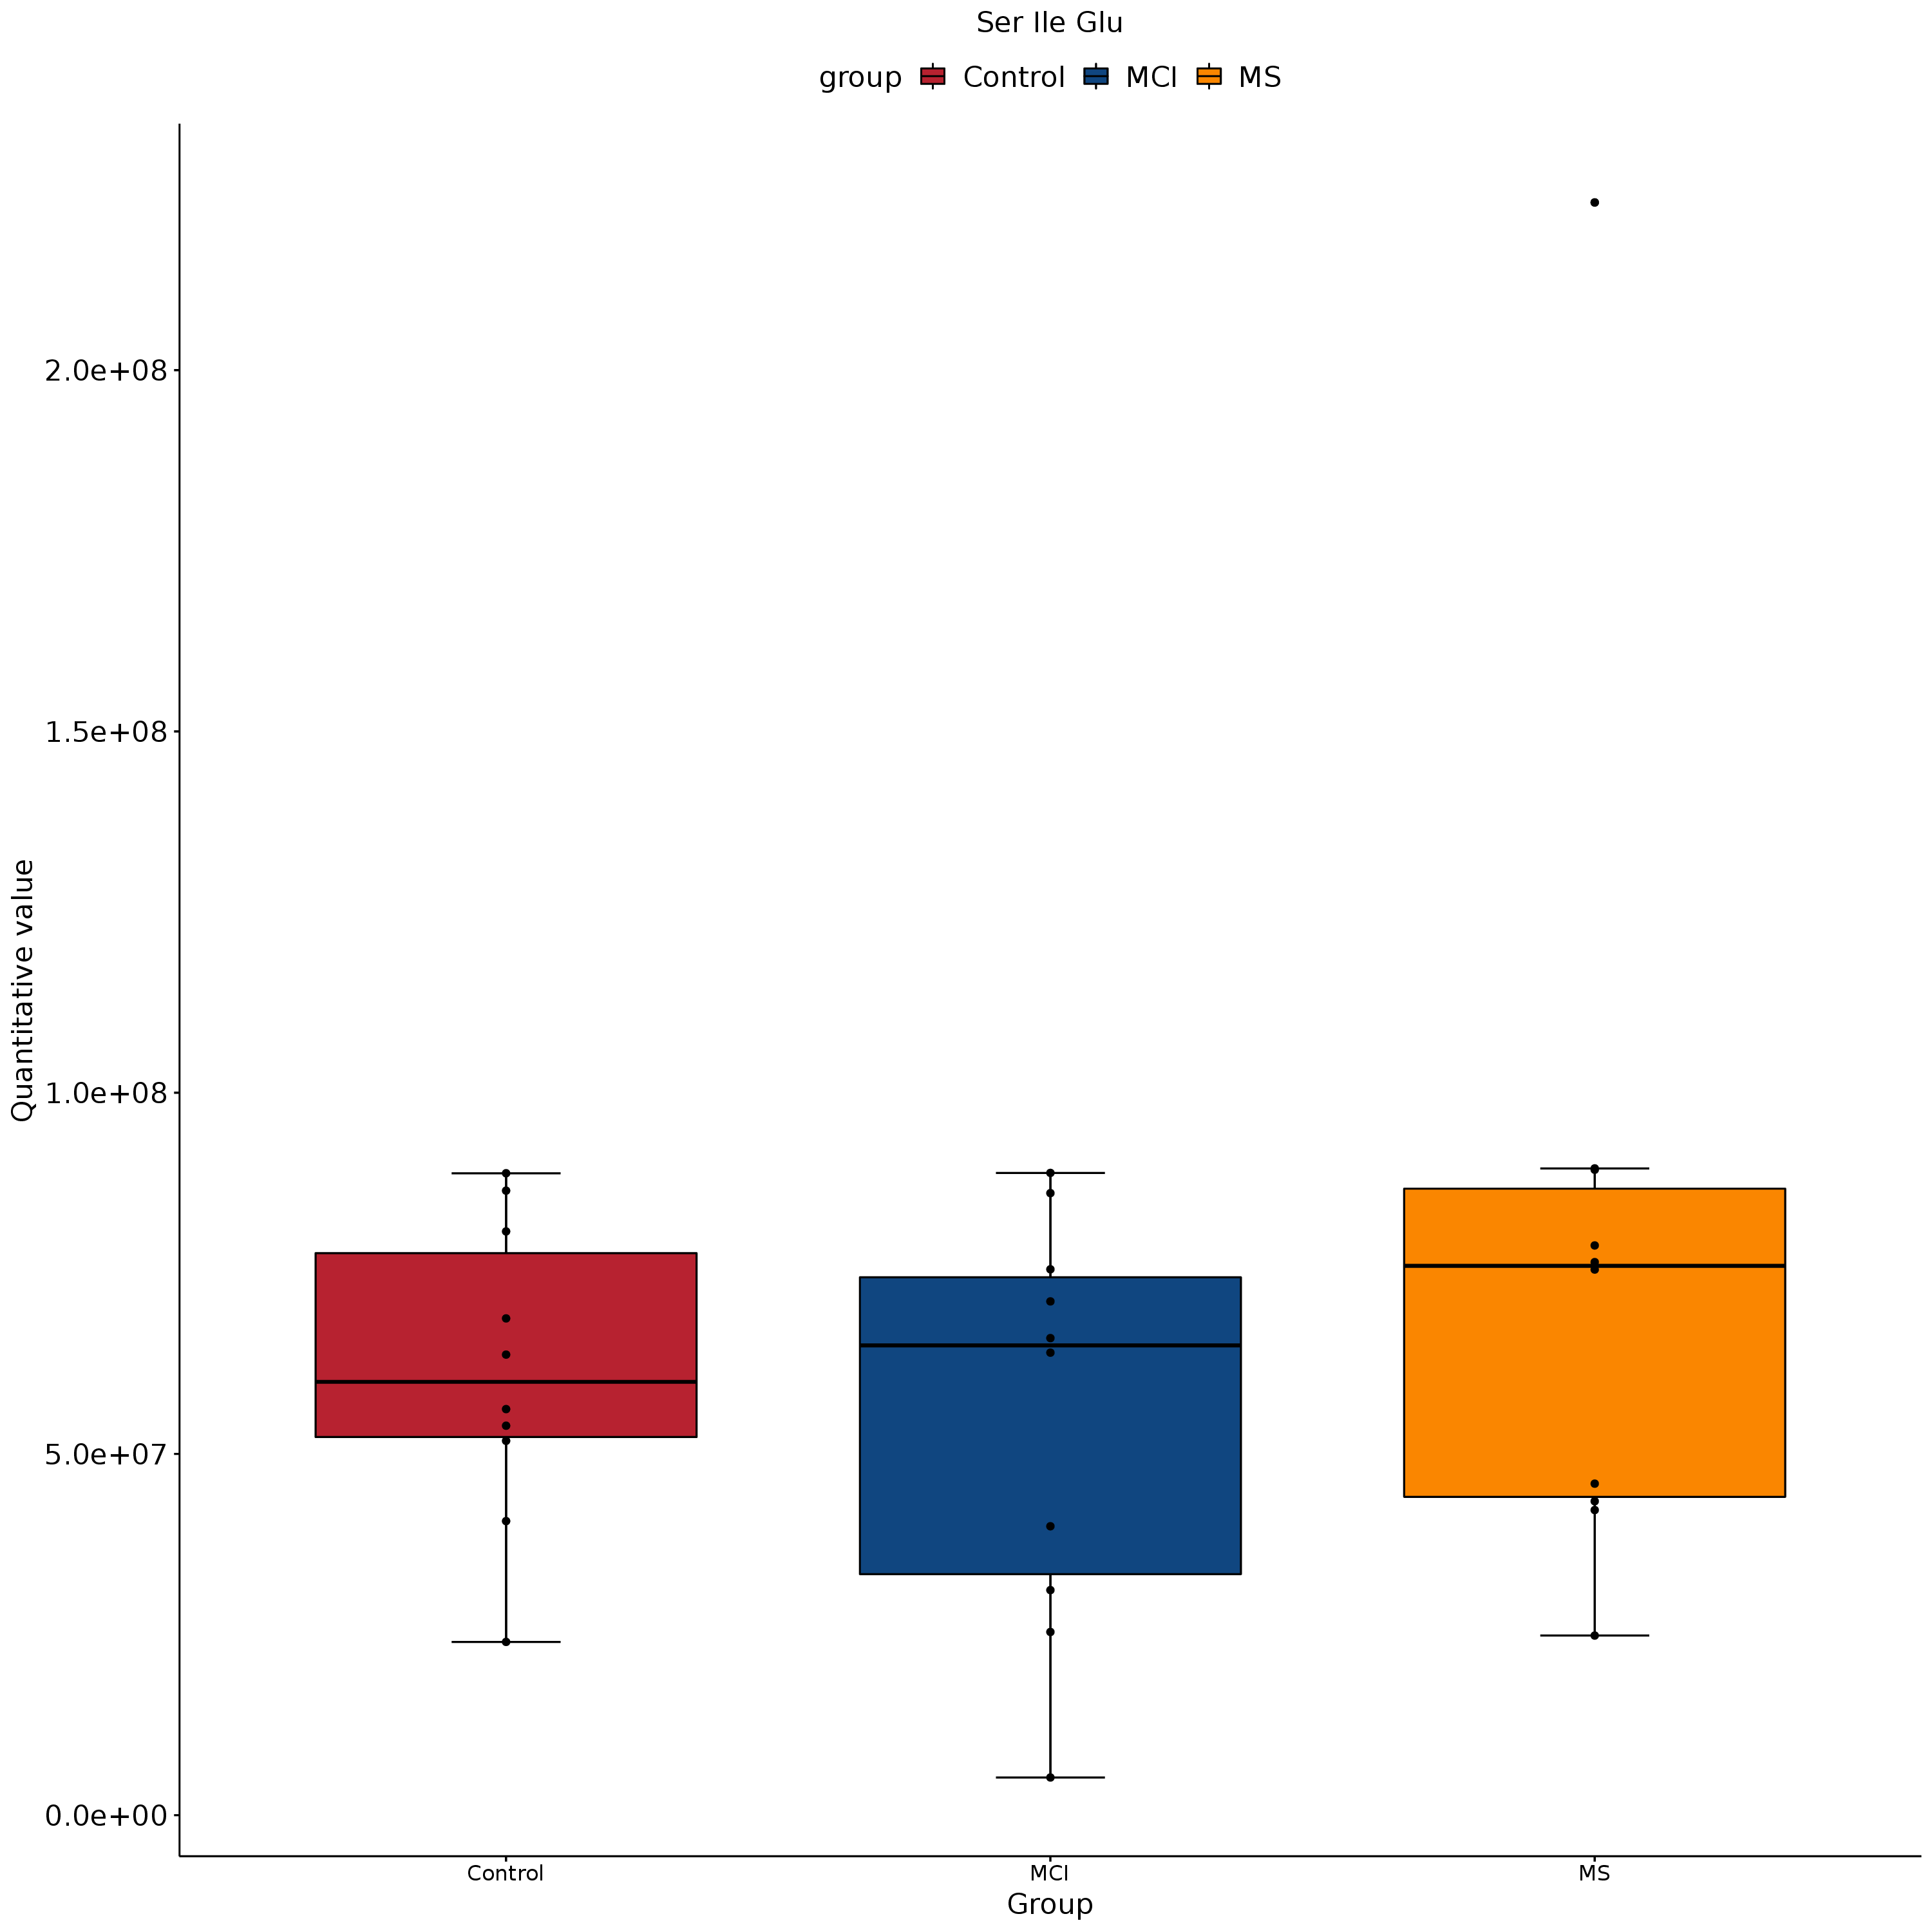 Ser Ile Glu
group Control MCI MS
Quantitative value
2.0e+08
1.5e+08
1.0e+08
5.0e+07
0.0e+00
Control MCI MS
Group